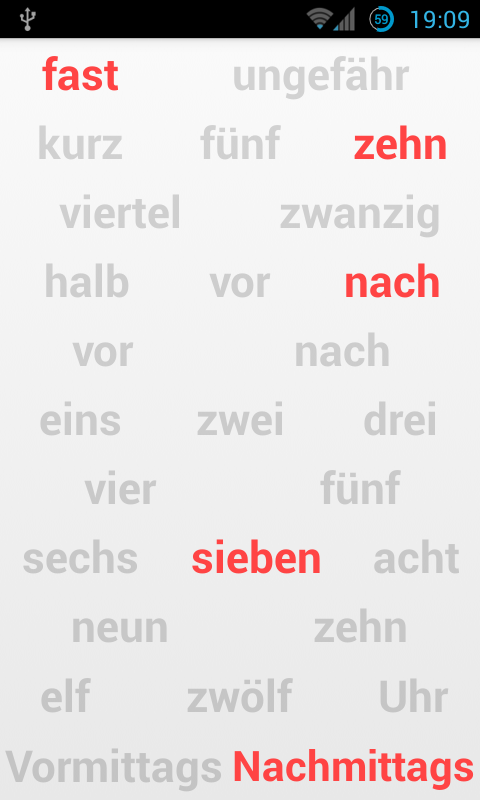 59 19:09
fast ungefähr
kurz fünf zehn
viertel zwanzig
halb vor nach
vor nach
eins zwei drei
vier fünf
sechs sieben acht
neun zehn
elf zwölf Uhr
Vormittags Nachmittags